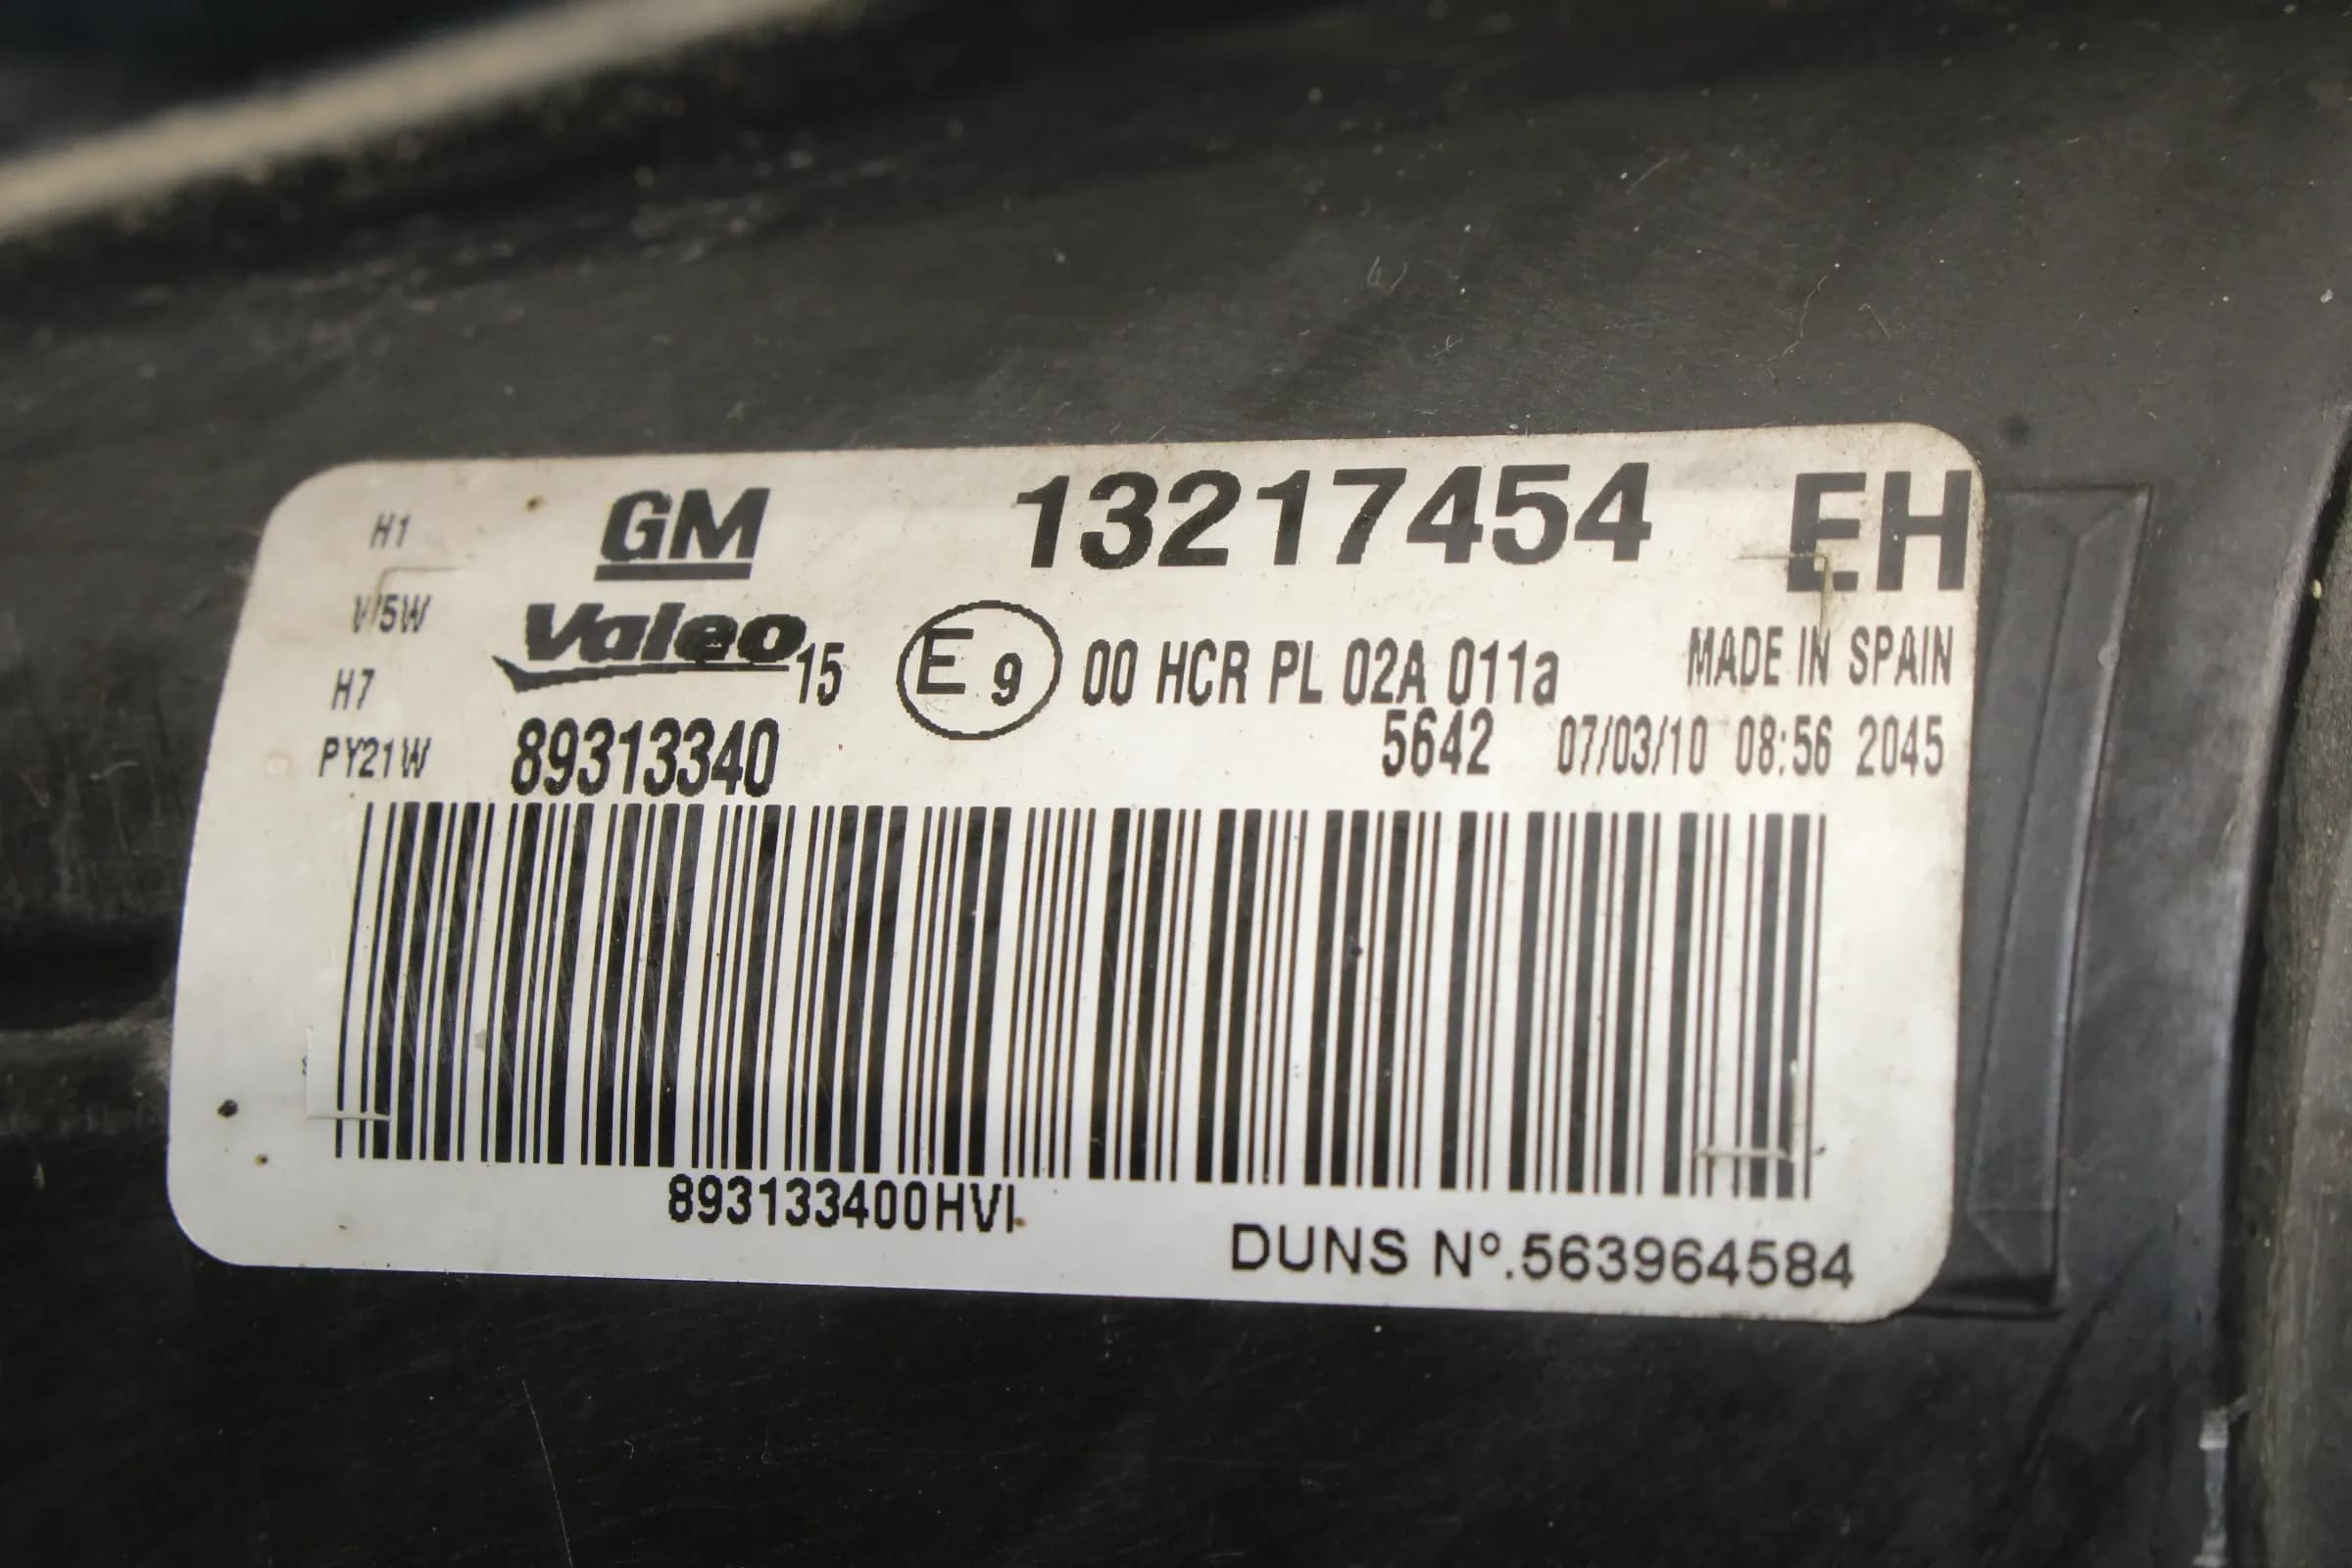 GM 13217454 EH
H1
W5W
H7
PY21W
Valeo 15 E 9 00 HCR PL 02A 011a MADE IN SPAIN
89313340 5642 07/03/10 08:56 2045
893133400HVI
DUNS Nº.563964584